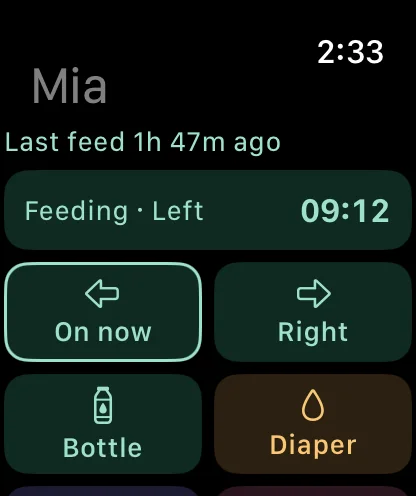 2:33
Mia
Last feed 1h 47m ago
Feeding · Left 09:12
On now
Right
Bottle
Diaper